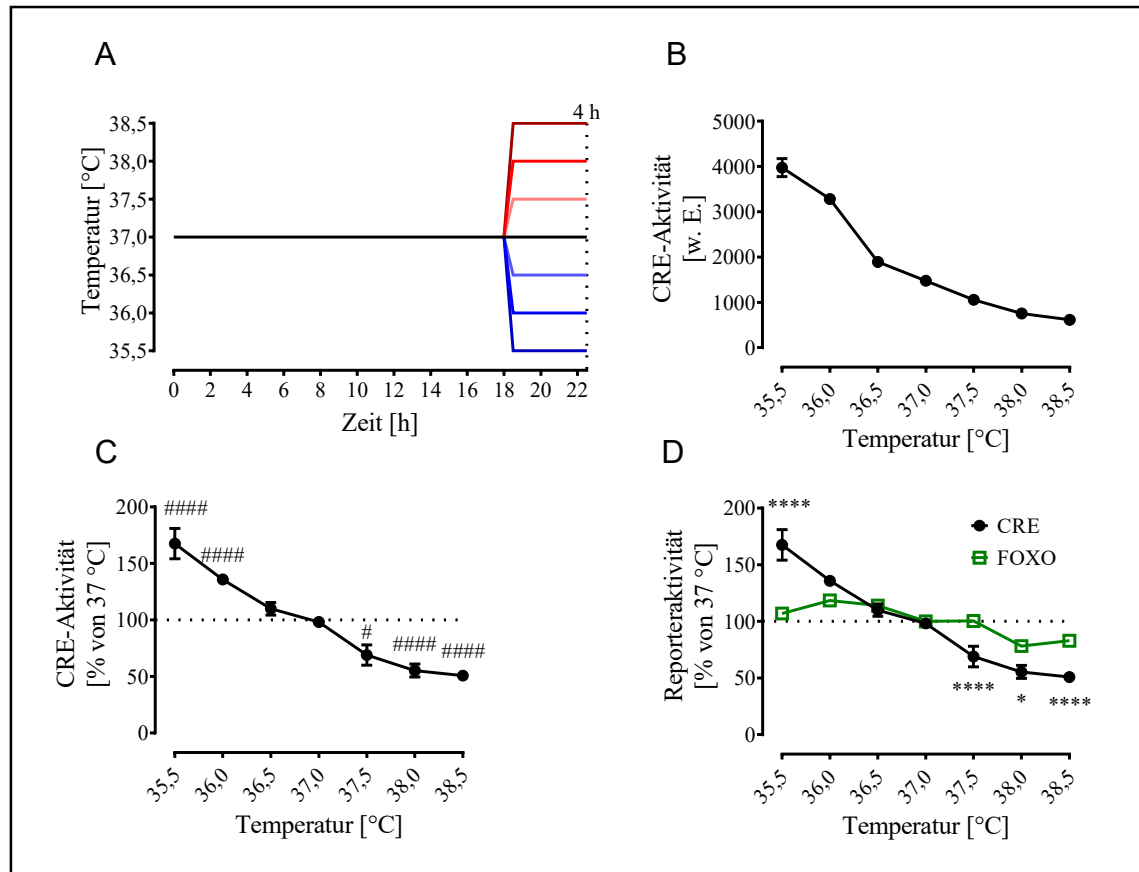 A
4 h
38,5
38,0
37,5
37,0
36,5
36,0
35,5
Temperatur [°C]
0 2 4 6 8 10 12 14 16 18 20 22
Zeit [h]
B
5000
4000
3000
2000
1000
0
CRE-Aktivität
[w. E.]
35,5 36,0 36,5 37,0 37,5 38,0 38,5
Temperatur [°C]
C
200
150
100
50
0
CRE-Aktivität
[% von 37 °C]
####
####
#
####
####
35,5 36,0 36,5 37,0 37,5 38,0 38,5
Temperatur [°C]
D
200
150
100
50
0
Reporteraktivität
[% von 37 °C]
****
CRE
FOXO
****
*
****
35,5 36,0 36,5 37,0 37,5 38,0 38,5
Temperatur [°C]